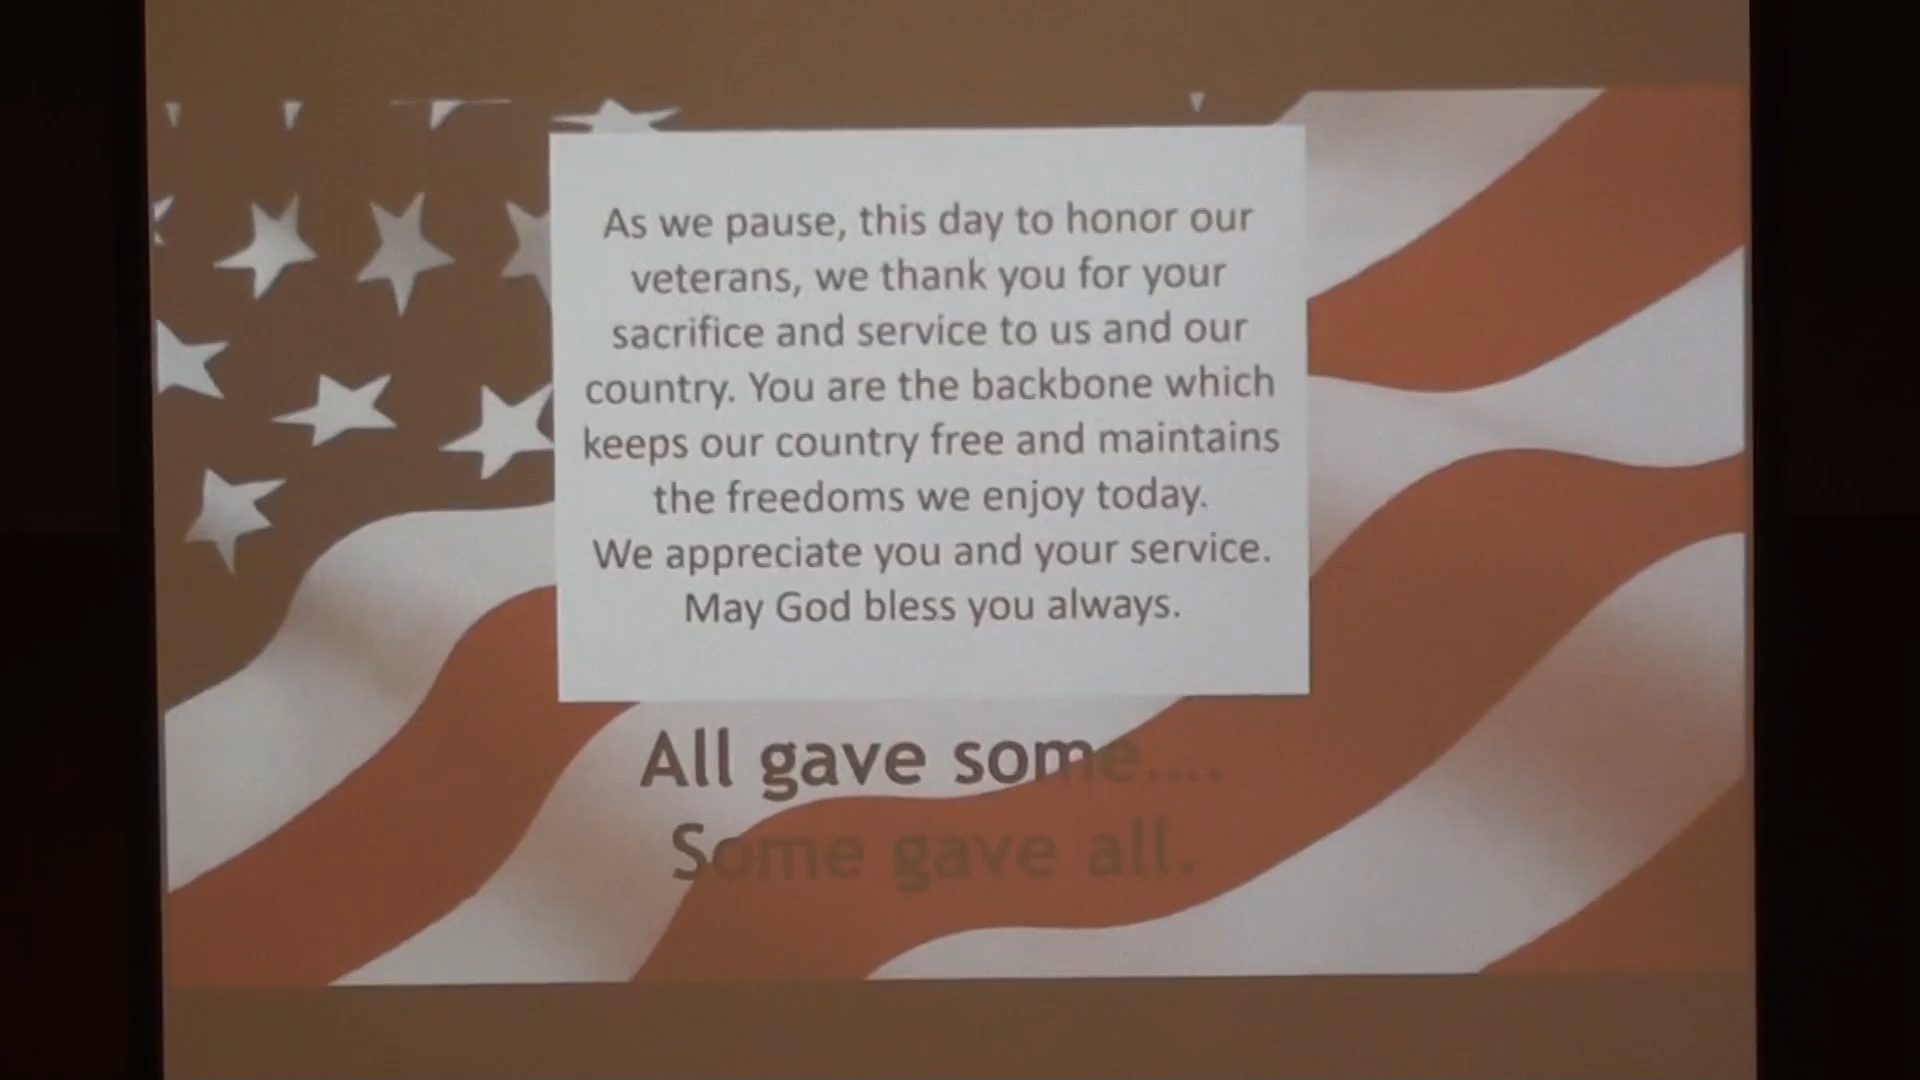 As we pause, this day to honor our
veterans, we thank you for your
sacrifice and service to us and our
country. You are the backbone which
keeps our country free and maintains
the freedoms we enjoy today.
We appreciate you and your service.
May God bless you always.
All gave some....
Some gave all.